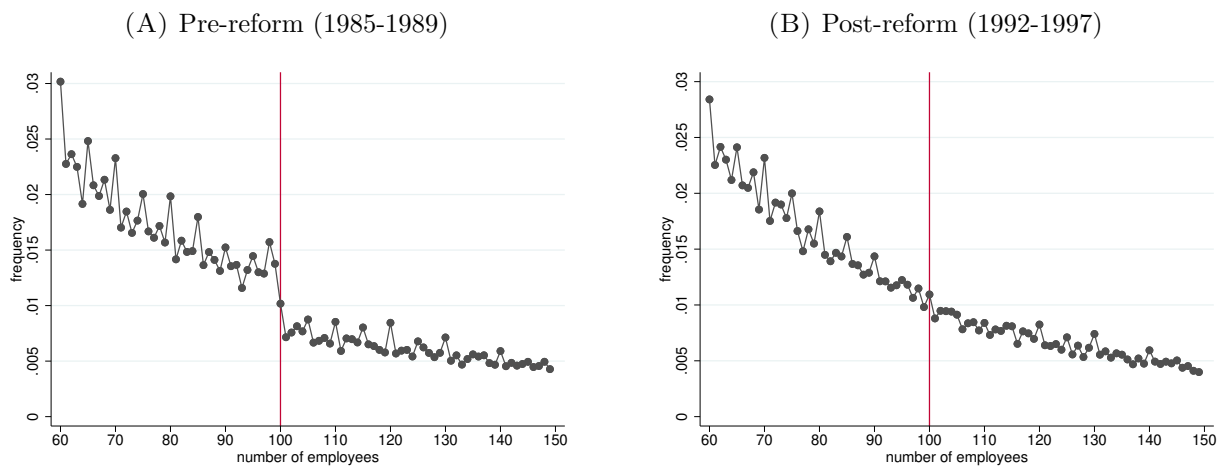 (A) Pre-reform (1985-1989)
(B) Post-reform (1992-1997)
frequency
0 .005 .01 .015 .02 .025 .03
60 70 80 90 100 110 120 130 140 150
number of employees
frequency
0 .005 .01 .015 .02 .025 .03
60 70 80 90 100 110 120 130 140 150
number of employees